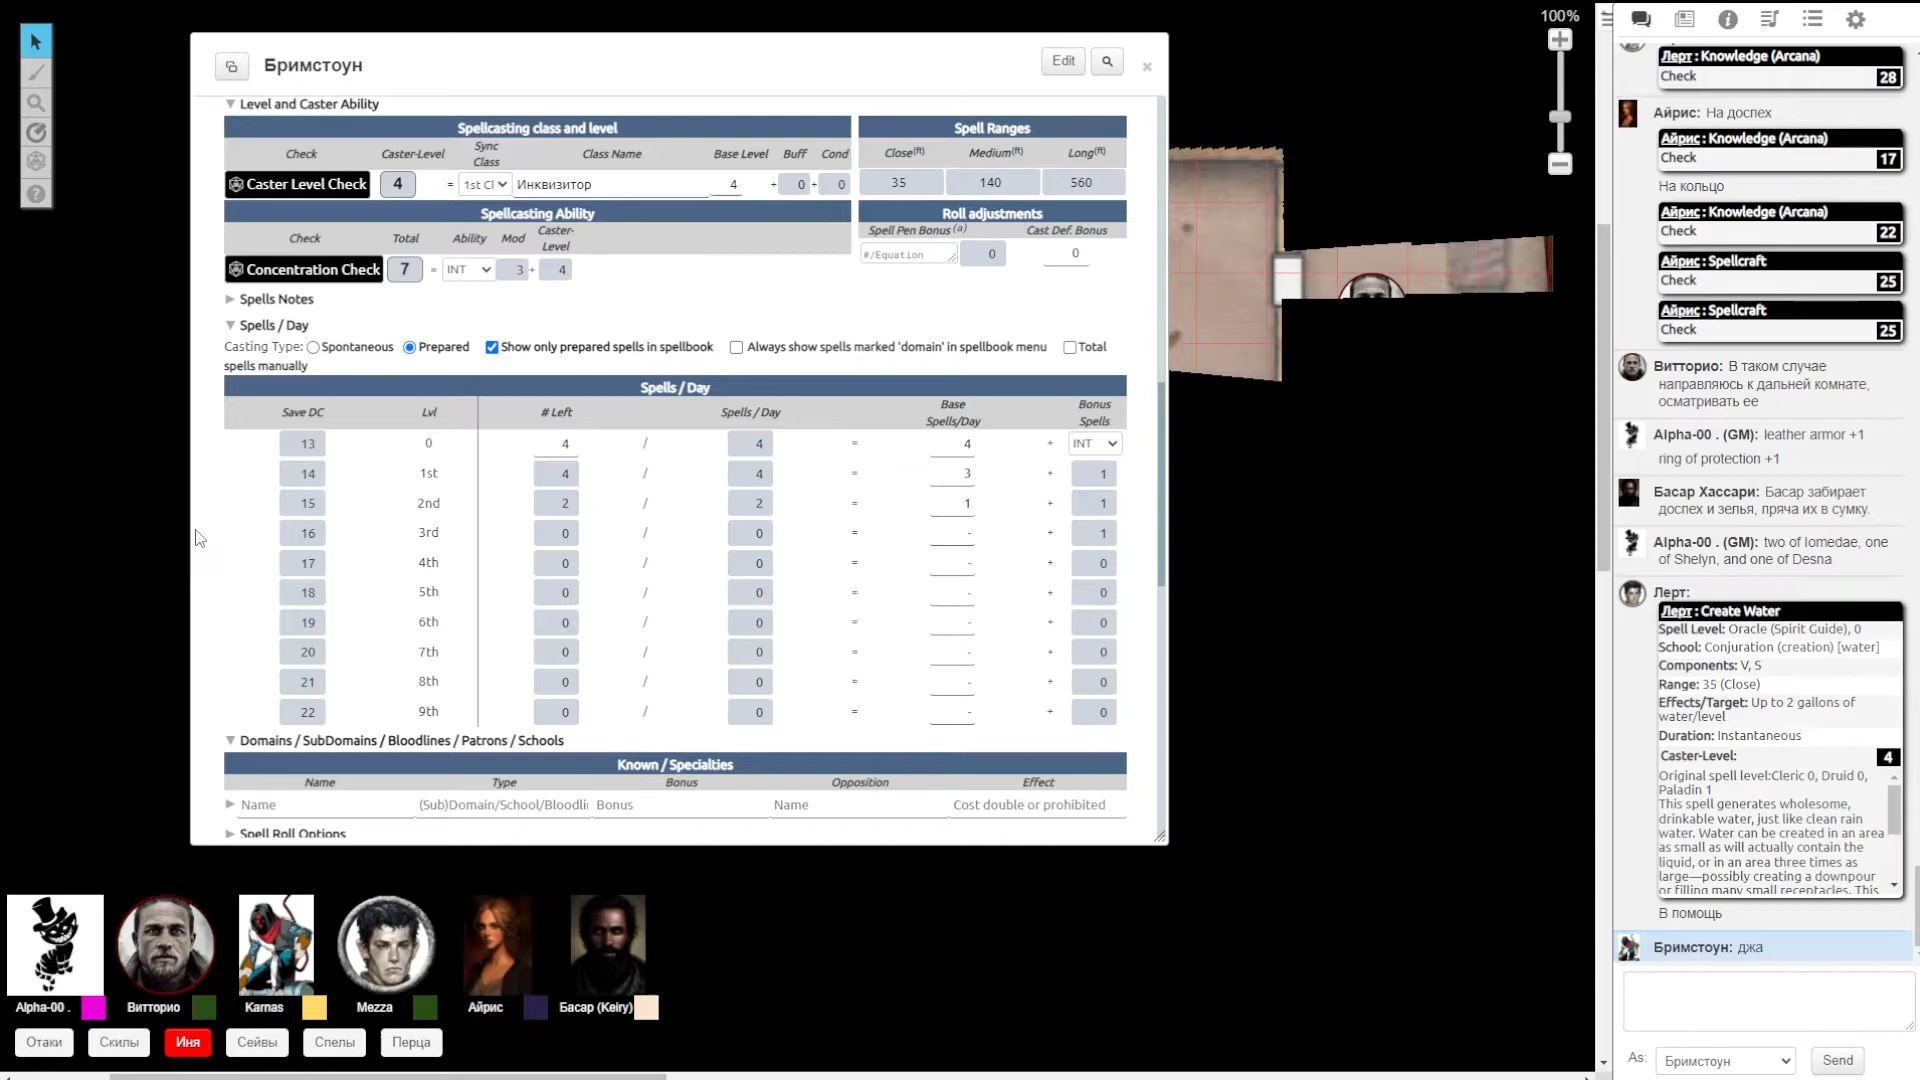 100%
Бримстоун
Edit
Level and Caster Ability
Spellcasting class and level
Spell Ranges
Check Caster-Level Sync Class Class Name Base Level Buff Cond
Close(ft) Medium(ft) Long(ft)
Caster Level Check 4 = 1st Cl Инквизитор 4 + 0 + 0
35 140 560
Spellcasting Ability
Roll adjustments
Check Total Ability Mod Caster-Level
Spell Pen Bonus (a) Cast Def. Bonus
Concentration Check 7 = INT 3 + 4
#/Equation 0 0
Spells Notes
Spells / Day
Casting Type: Spontaneous Prepared Show only prepared spells in spellbook Always show spells marked 'domain' in spellbook menu Total
spells manually
Spells / Day
Save DC Lvl # Left Spells / Day Base Spells/Day Bonus Spells
13 0 4 / 4 = 4 + INT
14 1st 4 / 4 = 3 + 1
15 2nd 2 / 2 = 1 + 1
16 3rd 0 / 0 = - + 1
17 4th 0 / 0 = - + 0
18 5th 0 / 0 = - + 0
19 6th 0 / 0 = - + 0
20 7th 0 / 0 = - + 0
21 8th 0 / 0 = - + 0
22 9th 0 / 0 = - + 0
Domains / SubDomains / Bloodlines / Patrons / Schools
Known / Specialties
Name Type Bonus Opposition Effect
Name (Sub)Domain/School/Bloodli Bonus Name Cost double or prohibited
Spell Roll Options
Alpha-00 .
Витторио
Karnas
Mezza
Айрис
Басар (Keiry)
Отаки
Скилы
Иня
Сейвы
Спелы
Перца
Лерт : Knowledge (Arcana)
Check 28
Айрис: На доспех
Айрис : Knowledge (Arcana)
Check 17
На кольцо
Айрис : Knowledge (Arcana)
Check 22
Айрис : Spellcraft
Check 25
Айрис : Spellcraft
Check 25
Витторио: В таком случае
направляюсь к дальней комнате,
осматривать ее
Alpha-00 . (GM): leather armor +1
ring of protection +1
Басар Хассари: Басар забирает
доспех и зелья, пряча их в сумку.
Alpha-00 . (GM): two of Iomedae, one
of Shelyn, and one of Desna
Лерт:
Лерт : Create Water
Spell Level: Oracle (Spirit Guide), 0
School: Conjuration (creation) [water]
Components: V, S
Range: 35 (Close)
Effects/Target: Up to 2 gallons of
water/level
Duration: Instantaneous
Caster-Level: 4
Original spell level:Cleric 0, Druid 0,
Paladin 1
This spell generates wholesome,
drinkable water, just like clean rain
water. Water can be created in an area
as small as will actually contain the
liquid, or in an area three times as
large—possibly creating a downpour
or filling many small receptacles. This
В помощь
Бримстоун: джа
As: Бримстоун Send